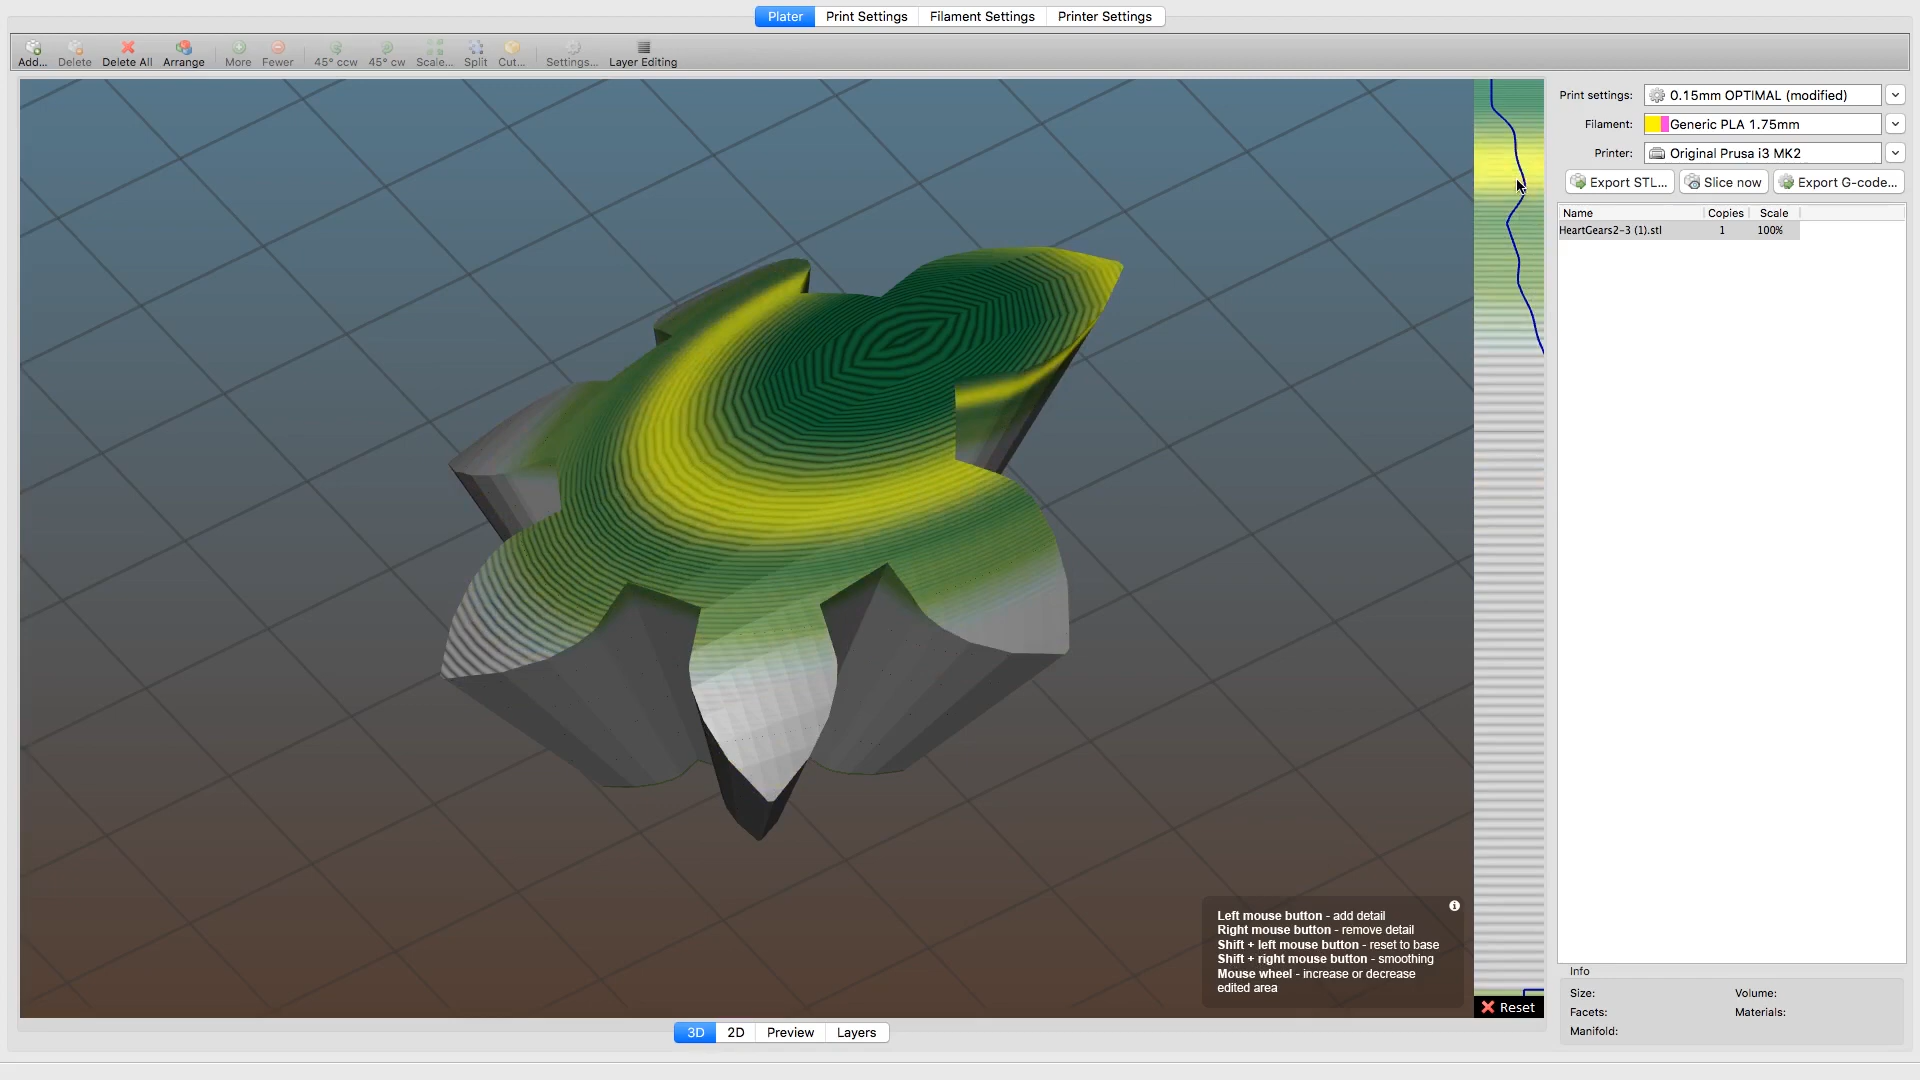 Plater Print Settings Filament Settings Printer Settings
Add... Delete Delete All Arrange More Fewer 45° ccw 45° cw Scale... Split Cut... Settings... Layer Editing
Print settings: 0.15mm OPTIMAL (modified)
Filament: Generic PLA 1.75mm
Printer: Original Prusa i3 MK2
Export STL... Slice now Export G-code...
Name Copies Scale
HeartGears2-3 (1).stl 1 100%
Left mouse button - add detail
Right mouse button - remove detail
Shift + left mouse button - reset to base
Shift + right mouse button - smoothing
Mouse wheel - increase or decrease
edited area
Reset
Info
Size: Volume:
Facets: Materials:
Manifold:
3D 2D Preview Layers